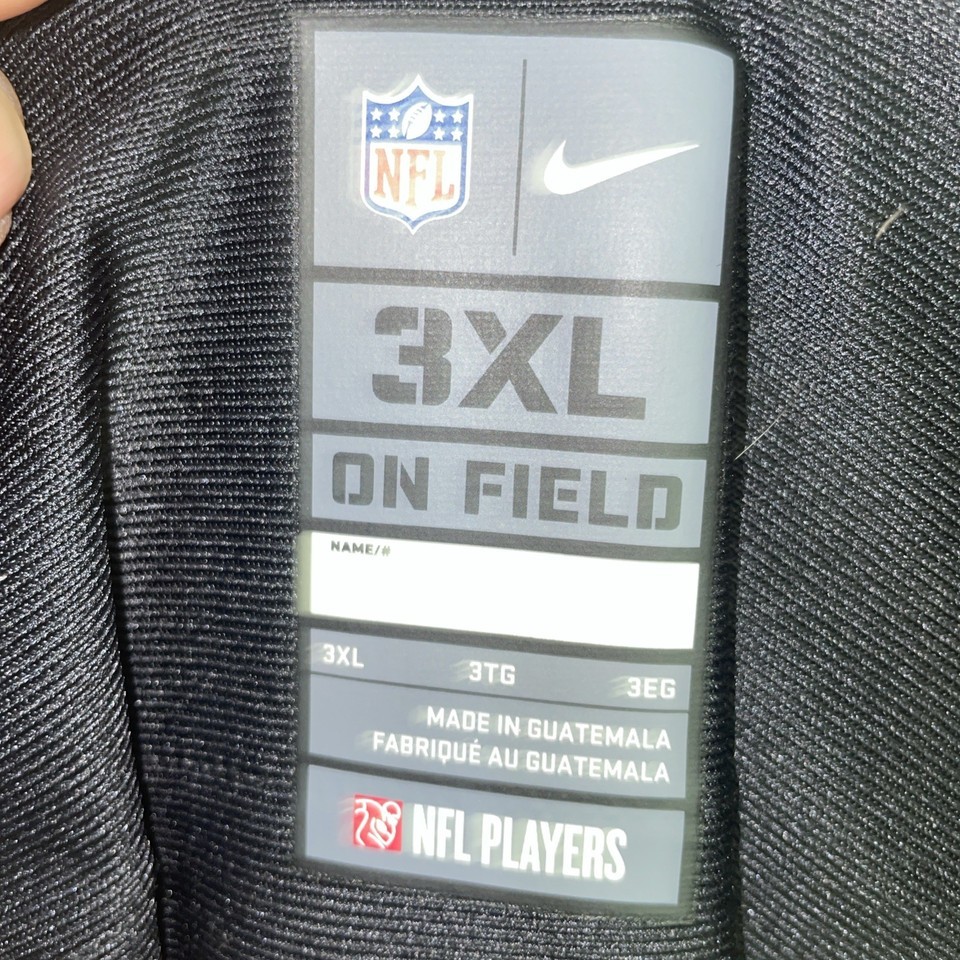 NFL
3XL
ON FIELD
NAME/#
3XL 3TG 3EG
MADE IN GUATEMALA
FABRIQUÉ AU GUATEMALA
NFL PLAYERS